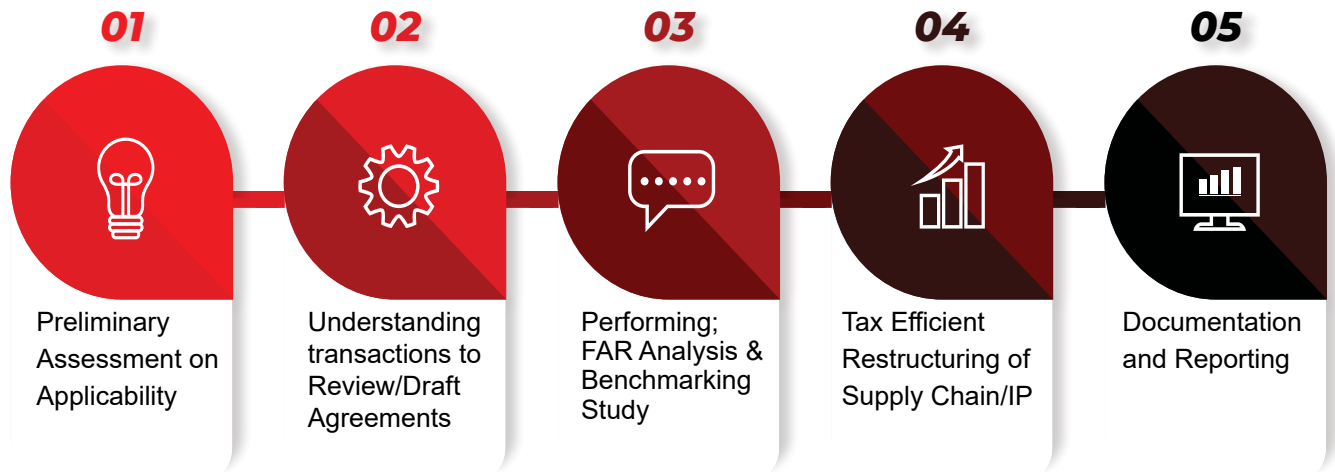 01
Preliminary
Assessment on
Applicability
02
Understanding
transactions to
Review/Draft
Agreements
03
Performing;
FAR Analysis &
Benchmarking
Study
04
Tax Efficient
Restructuring of
Supply Chain/IP
05
Documentation
and Reporting